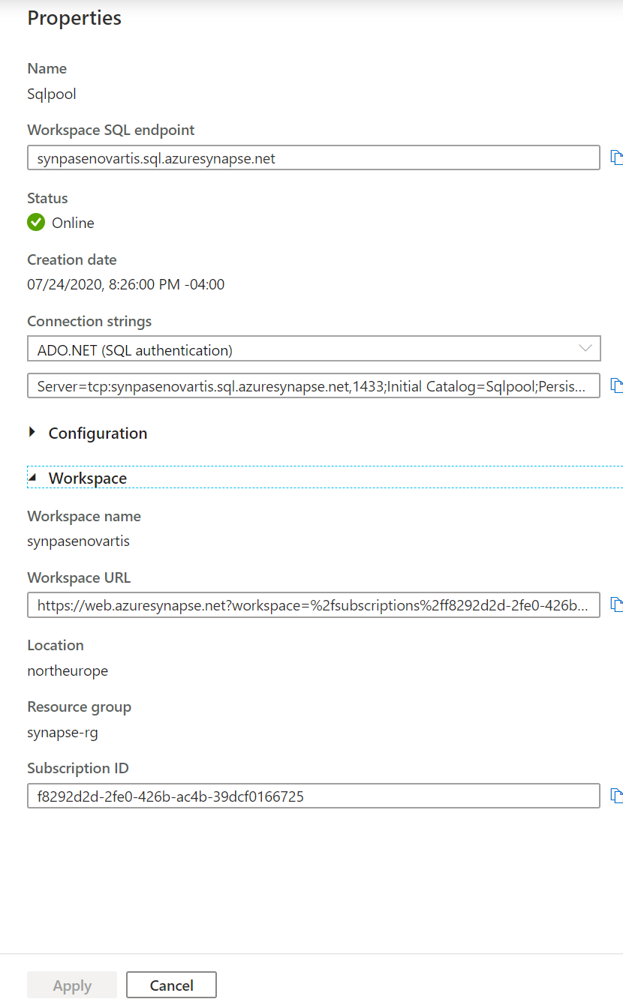 Properties
Name
Sqlpool
Workspace SQL endpoint
synpasenovartis.sql.azuresynapse.net
Status
Online
Creation date
07/24/2020, 8:26:00 PM -04:00
Connection strings
ADO.NET (SQL authentication)
Server=tcp:synpasenovartis.sql.azuresynapse.net,1433;Initial Catalog=Sqlpool;Persis...
Configuration
Workspace
Workspace name
synpasenovartis
Workspace URL
https://web.azuresynapse.net?workspace=%2fsubscriptions%2ff8292d2d-2fe0-426b...
Location
northeurope
Resource group
synapse-rg
Subscription ID
f8292d2d-2fe0-426b-ac4b-39dcf0166725
Apply
Cancel